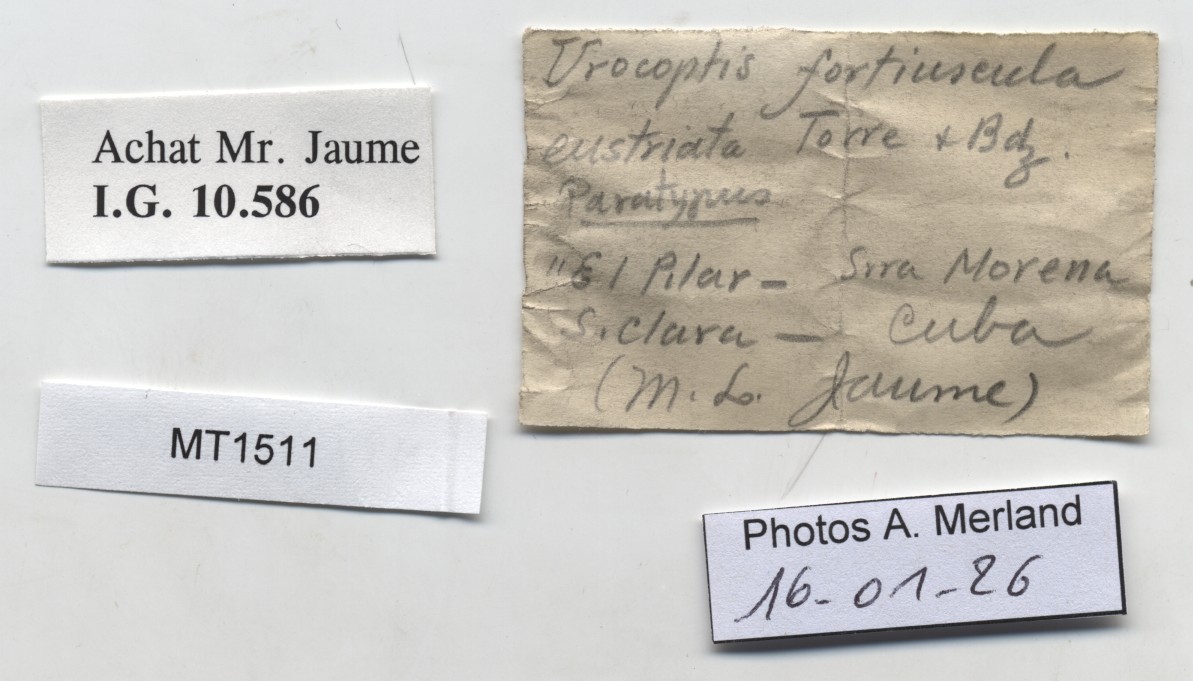 Achat Mr. Jaume
I.G. 10.586
MT1511
Urocoptis fortiuscula
eustriata Torre + Bdz.
Paratypus
"El Pilar - Srra Morena
S. Clara - Cuba
(M. L. Jaume)
Photos A. Merland
16-01-26